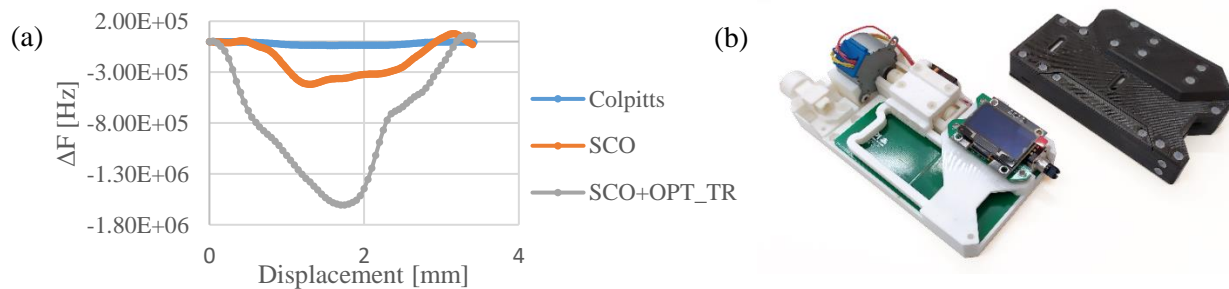 (a)
2.00E+05
-3.00E+05
-8.00E+05
-1.30E+06
-1.80E+06
ΔF [Hz]
0
2
4
Displacement [mm]
Colpitts
SCO
SCO+OPT_TR
(b)